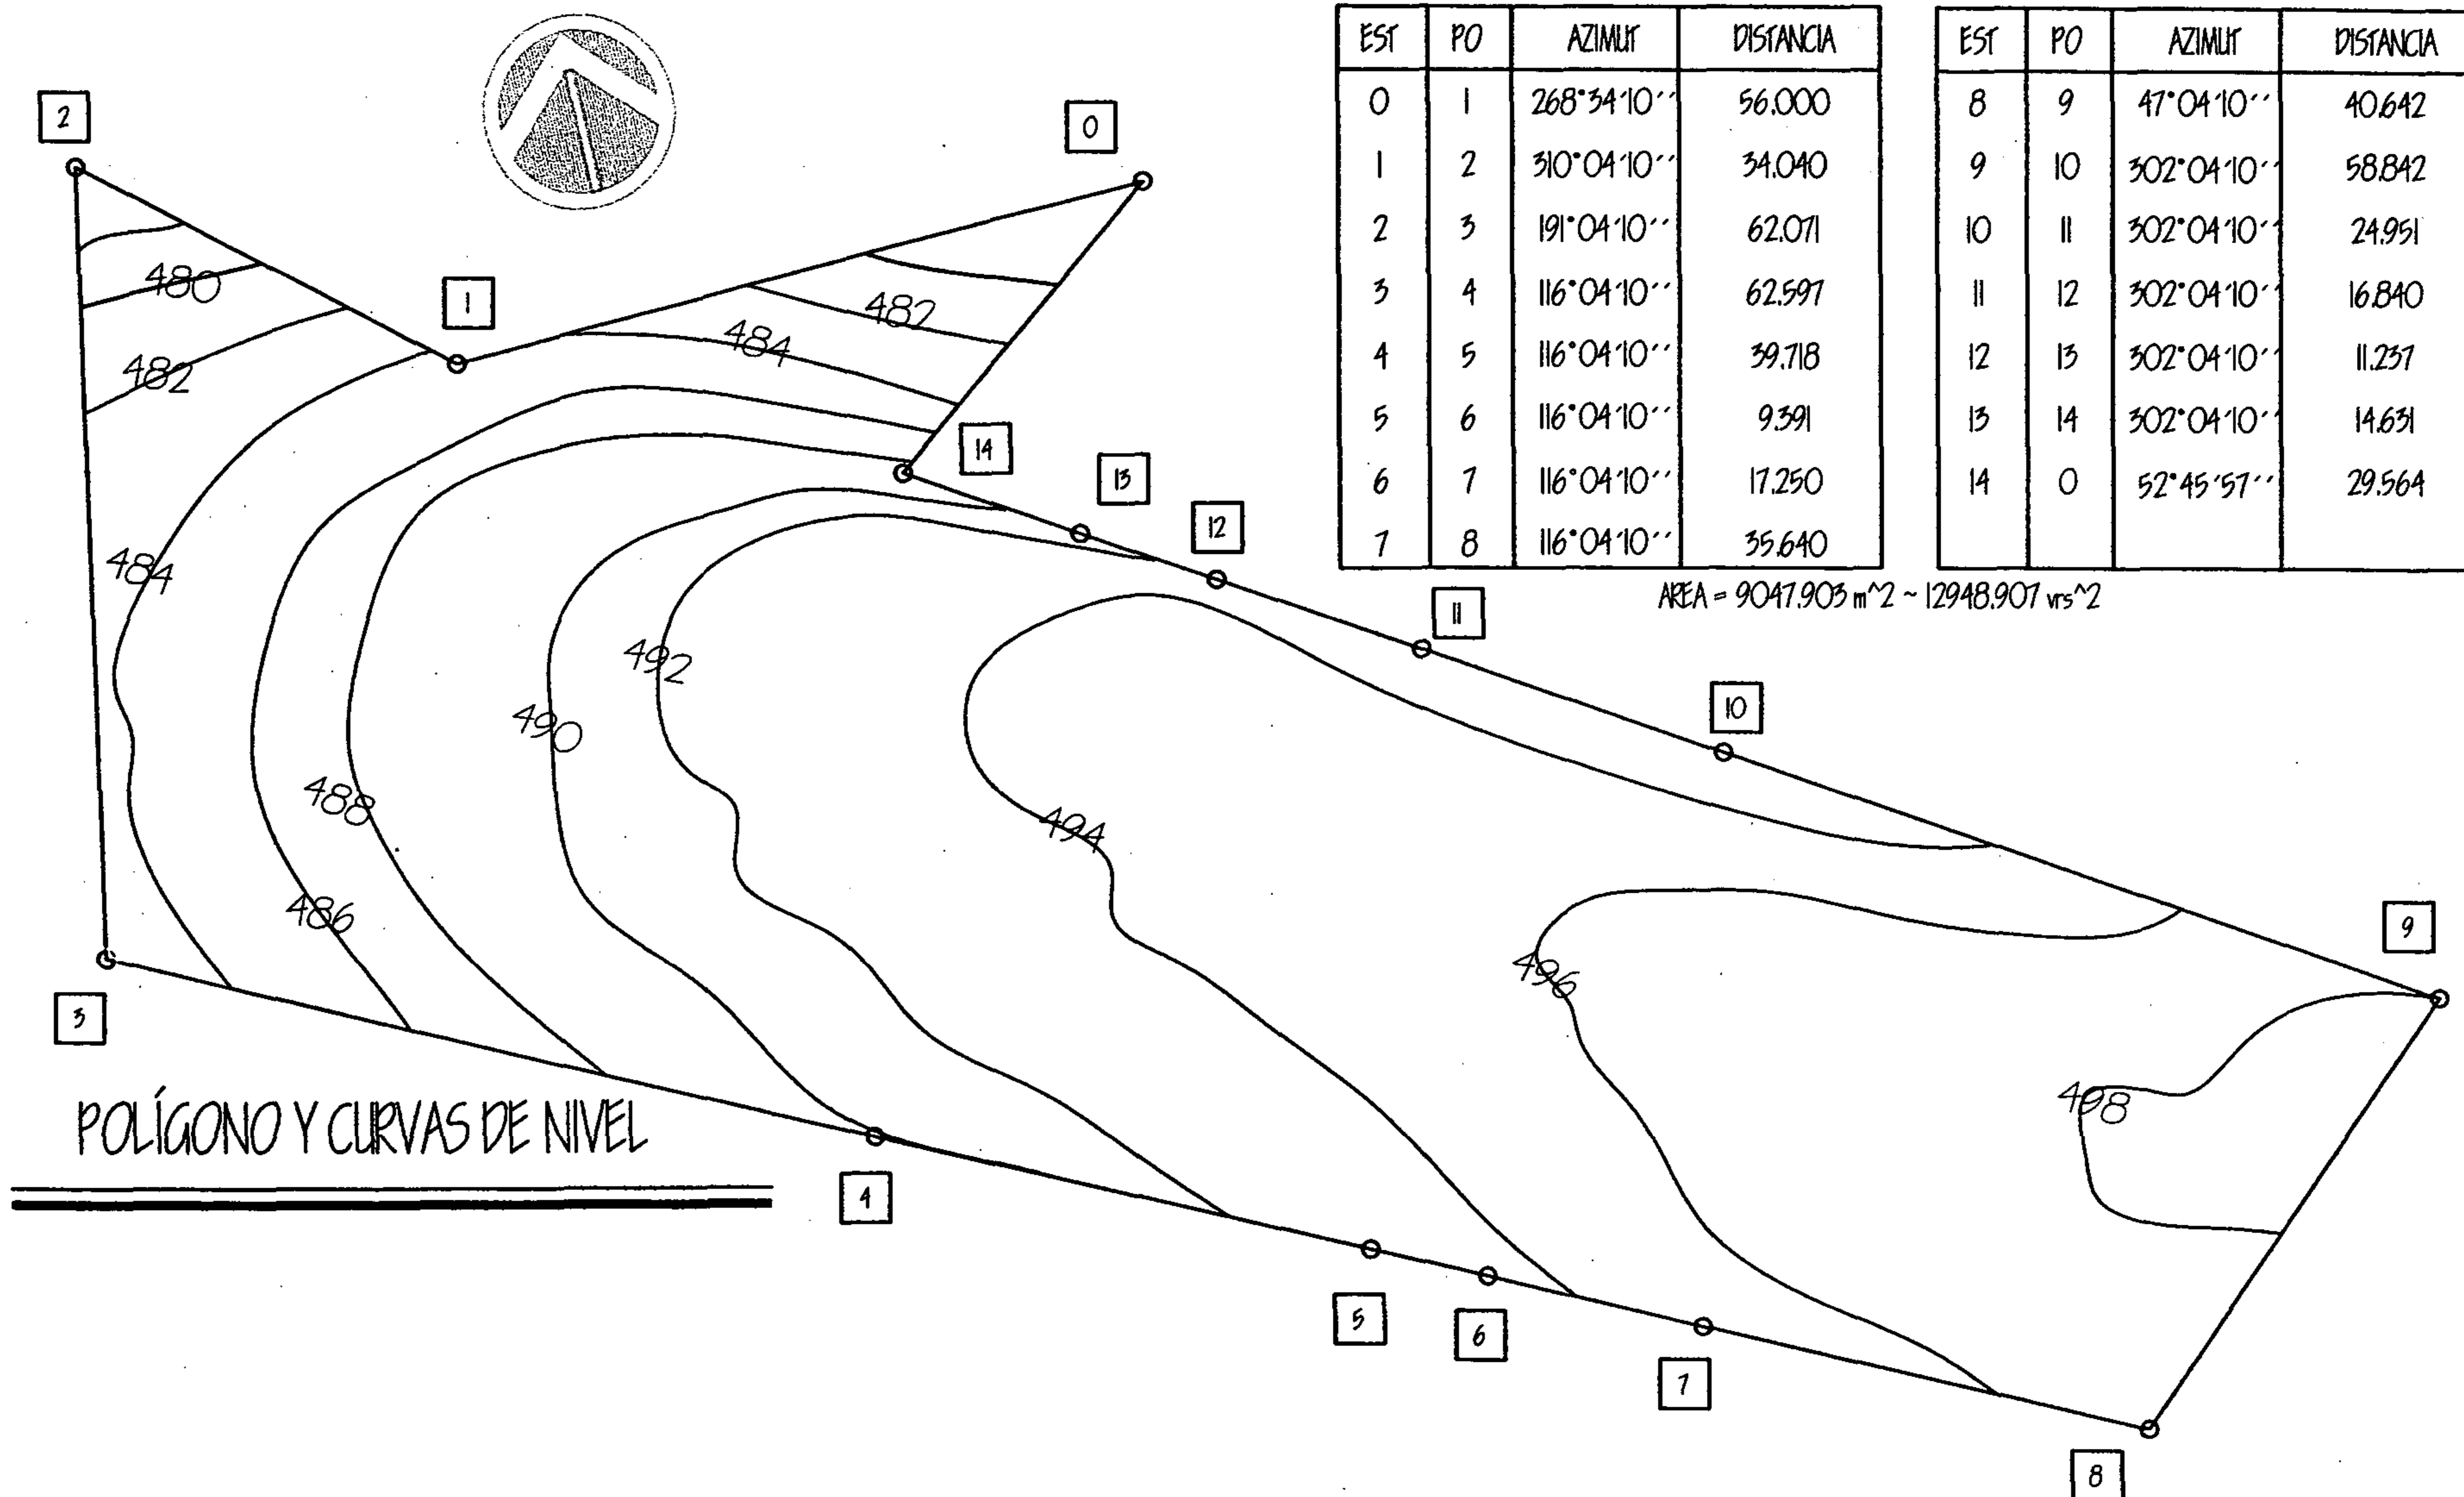 EST PO AZIMUT DISTANCIA
0 1 268°34'10'' 56.000
1 2 310°04'10'' 34.040
2 3 191°04'10'' 62.071
3 4 116°04'10'' 62.597
4 5 116°04'10'' 39.718
5 6 116°04'10'' 9.391
6 7 116°04'10'' 17.250
7 8 116°04'10'' 35.640
EST PO AZIMUT DISTANCIA
8 9 47°04'10'' 40.642
9 10 302°04'10'' 58.842
10 11 302°04'10'' 24.951
11 12 302°04'10'' 16.840
12 13 302°04'10'' 11.237
13 14 302°04'10'' 14.631
14 0 52°45'57'' 29.564
AREA = 9047.903 m^2 ~ 12948.907 vrs^2
2
0
480
1
482
484
482
14
13
12
484
11
492
10
490
488
494
486
9
496
3
498
POLÍGONO Y CURVAS DE NIVEL
4
5
6
7
8